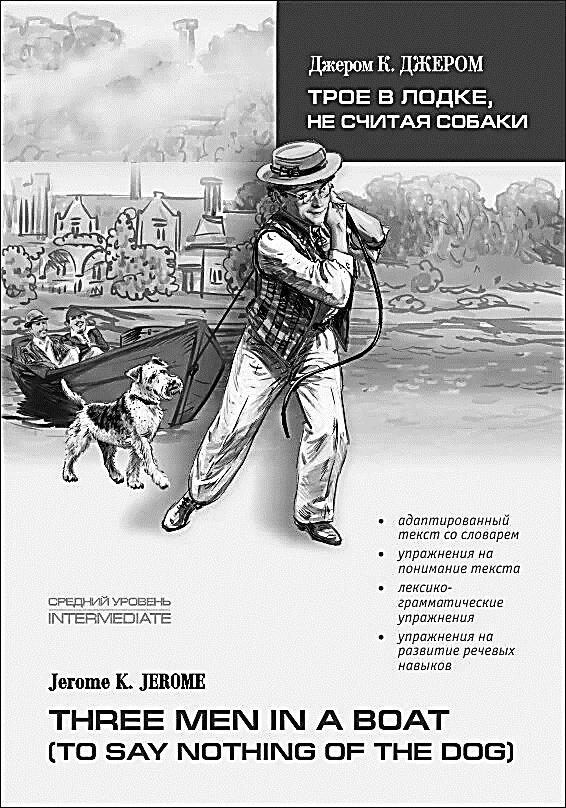 Джером К. ДЖЕРОМ
ТРОЕ В ЛОДКЕ,
НЕ СЧИТАЯ СОБАКИ
• адаптированный
текст со словарем
• упражнения на
понимание текста
• лексико-
грамматические
упражнения
• упражнения на
развитие речевых
навыков
СРЕДНИЙ УРОВЕНЬ
INTERMEDIATE
Jerome K. JEROME
THREE MEN IN A BOAT
(TO SAY NOTHING OF THE DOG)